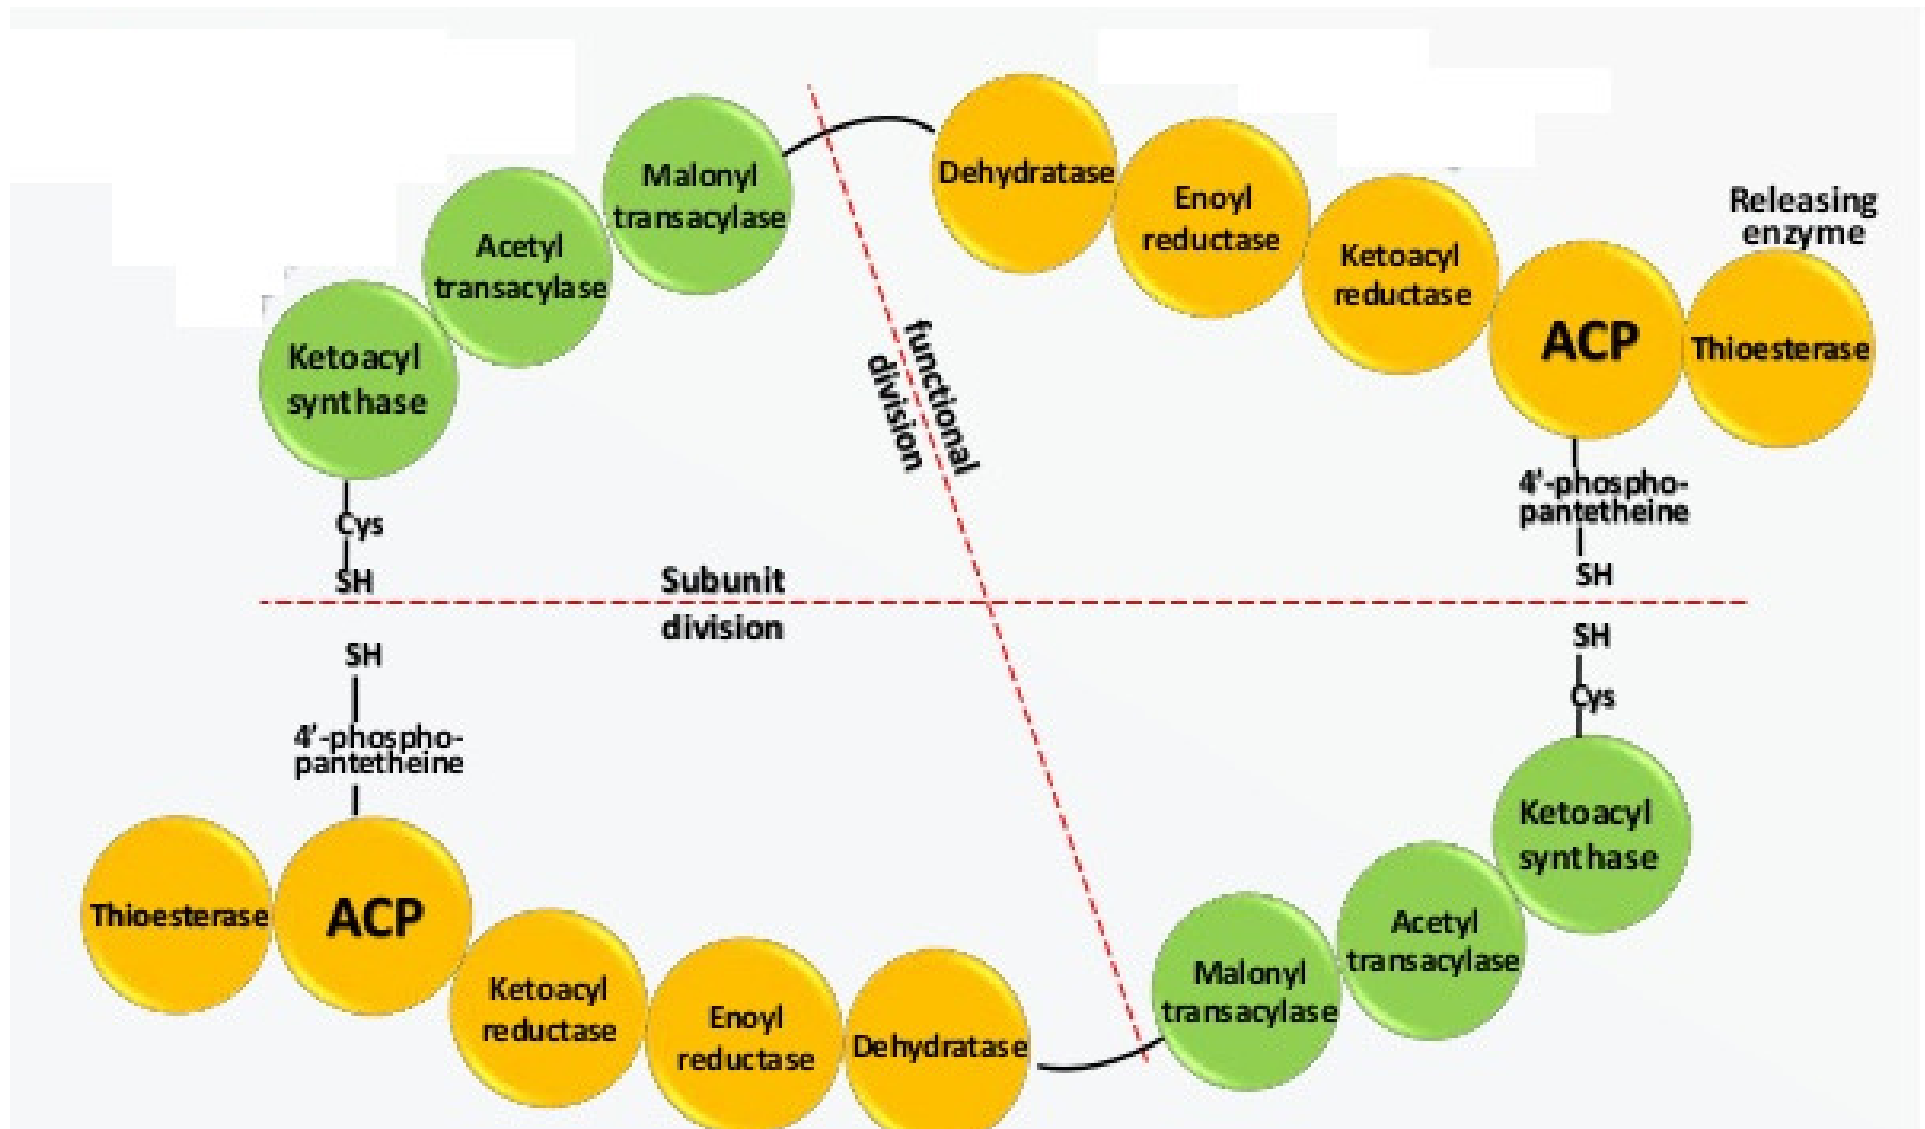 Malonyl
transacylase
Acetyl
transacylase
Ketoacyl
synthase
Cys
SH
Dehydratase
Enoyl
reductase
Ketoacyl
reductase
ACP
Releasing
enzyme
Thioesterase
4'-phospho-
pantetheine
SH
functional
division
Subunit
division
SH
4'-phospho-
pantetheine
Thioesterase
ACP
Ketoacyl
reductase
Enoyl
reductase
Dehydratase
SH
Cys
Ketoacyl
synthase
Acetyl
transacylase
Malonyl
transacylase